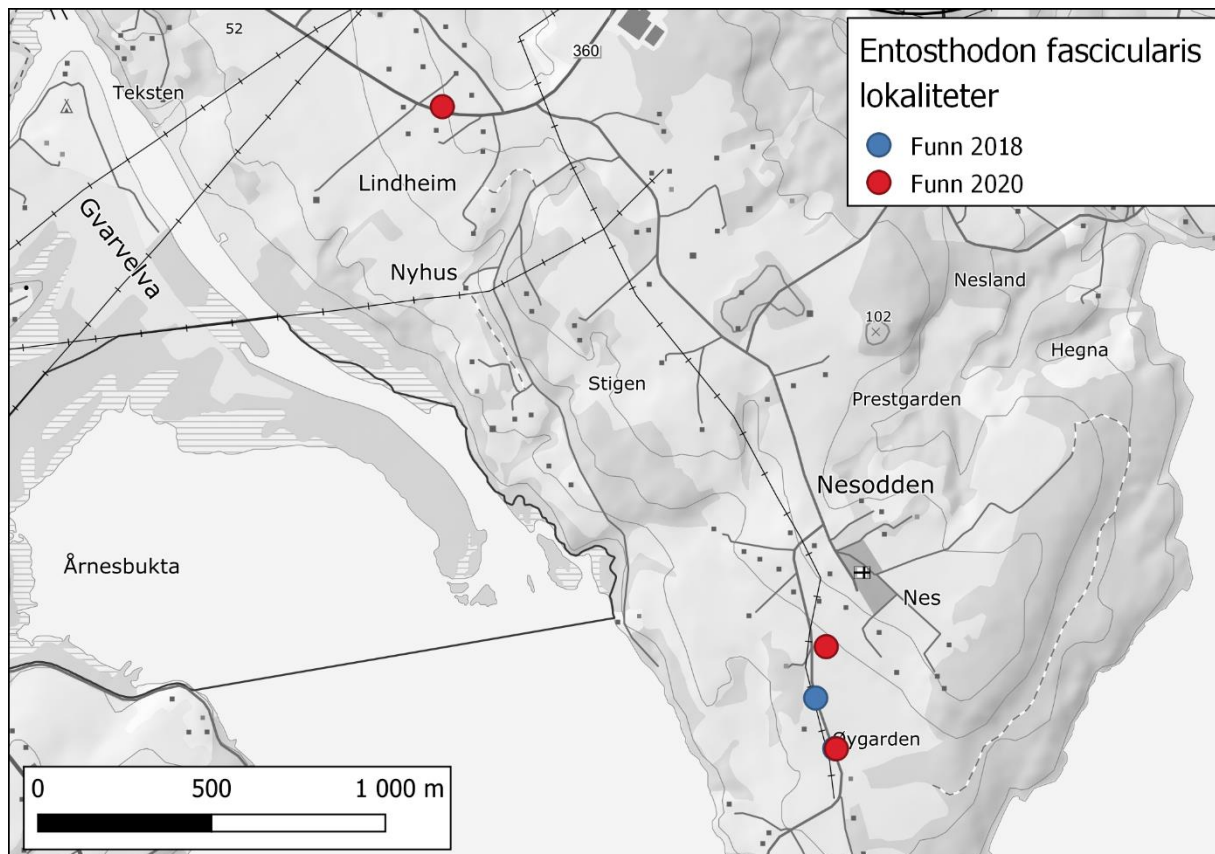 Entosthodon fascicularis
lokaliteter
Funn 2018
Funn 2020
52
360
Teksten
Lindheim
Gvarvelva
Nyhus
Nesland
102
Hegna
Stigen
Prestgarden
Nesodden
Årnesbukta
Nes
Øygarden
0 500 1 000 m